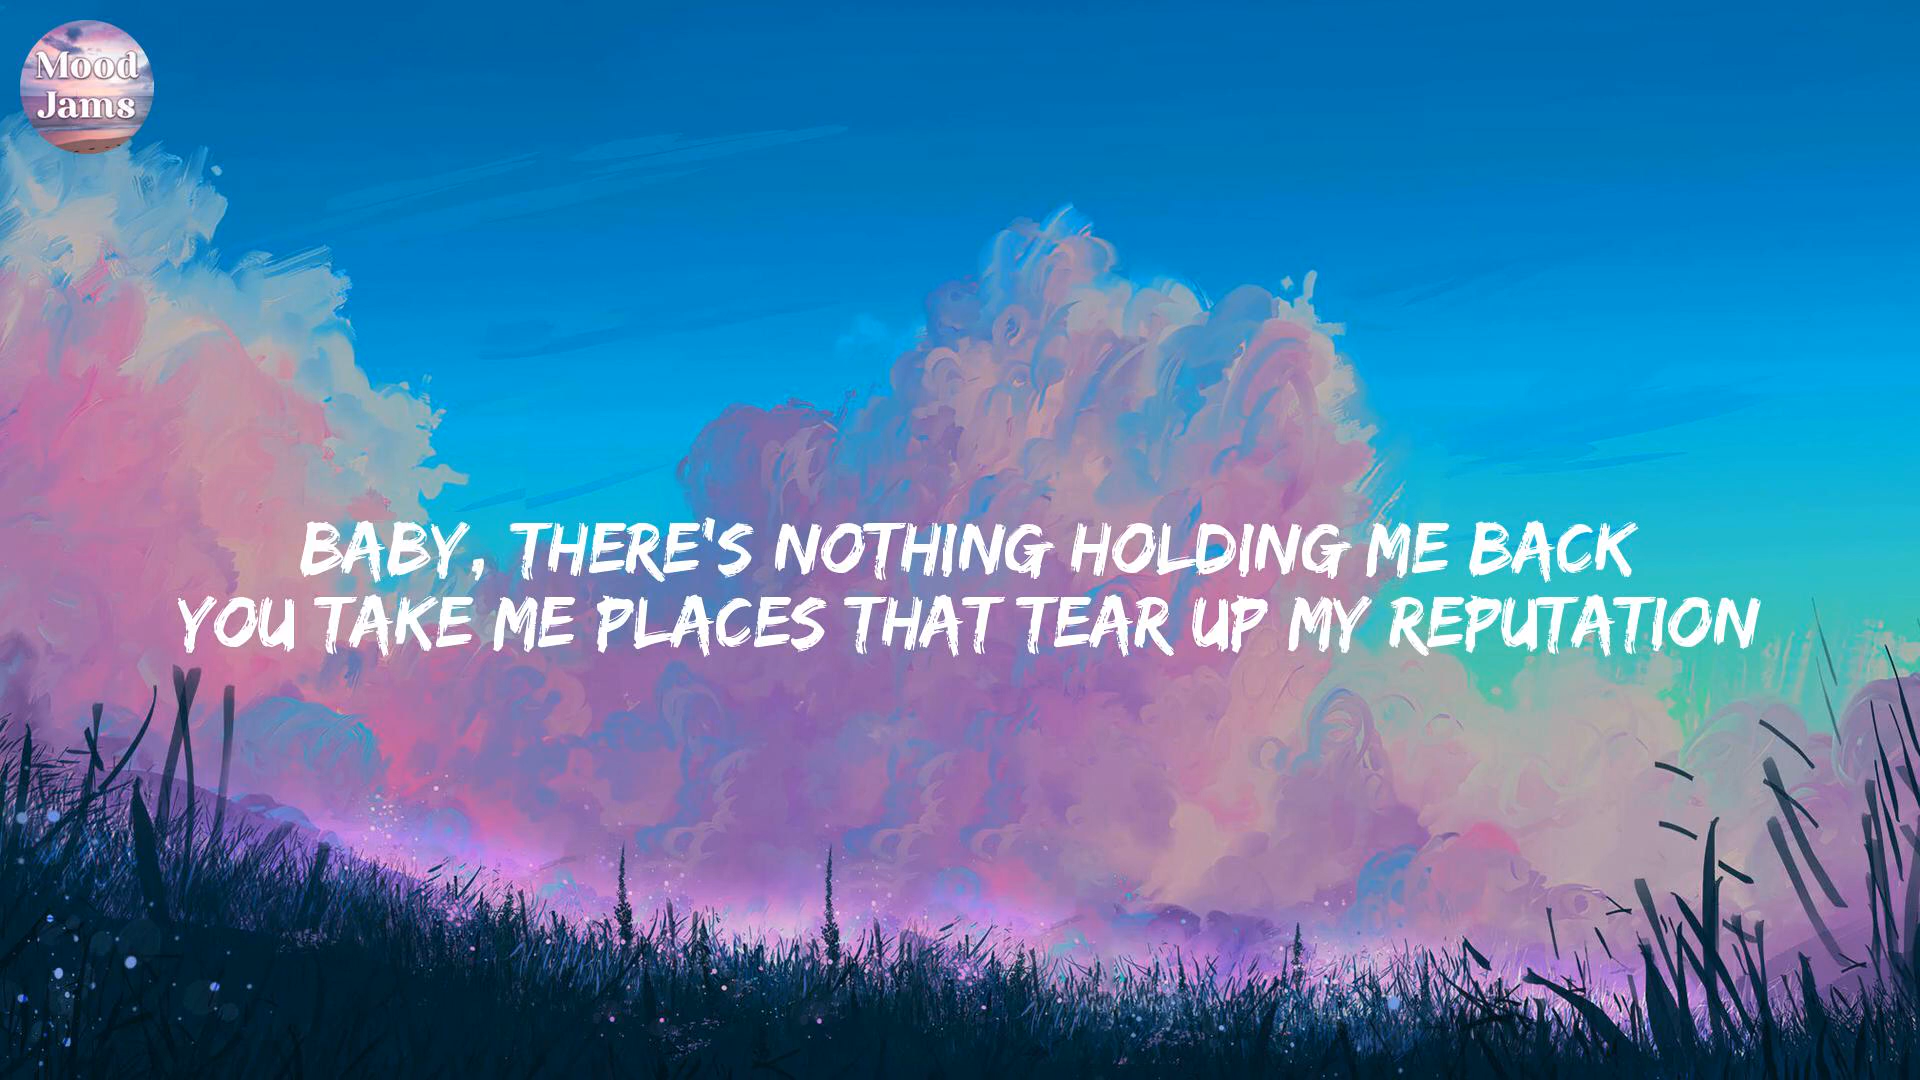 Mood
Jams
BABY, THERE'S NOTHING HOLDING ME BACK
YOU TAKE ME PLACES THAT TEAR UP MY REPUTATION